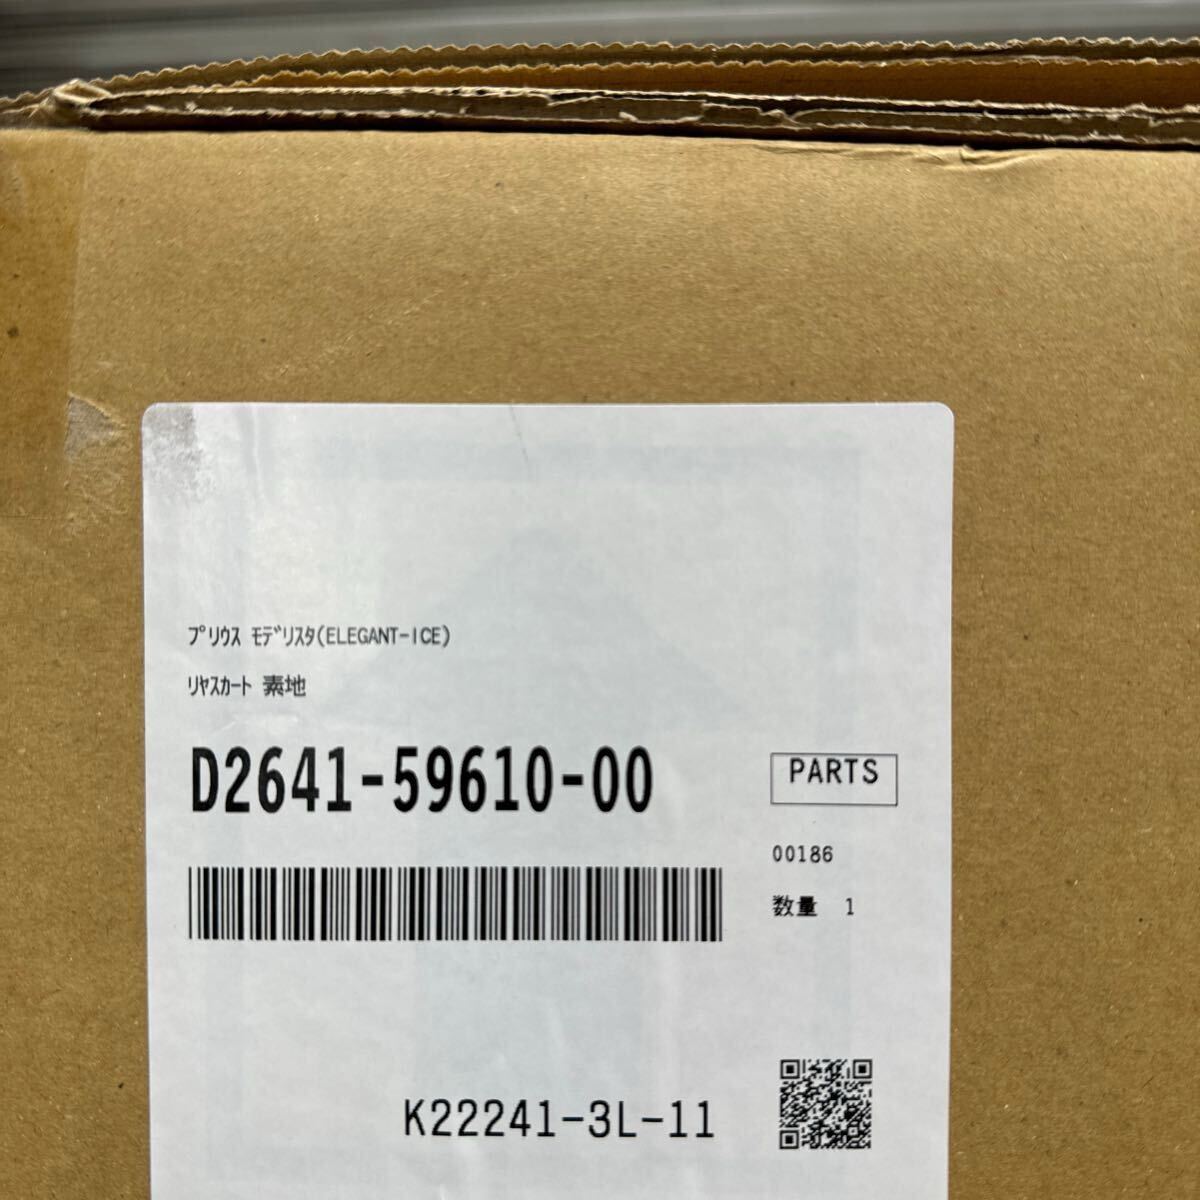 ﾌﾟﾘｳｽ ﾓﾃﾞﾘｽﾀ(ELEGANT-ICE)
ﾘﾔｽｶｰﾄ 素地
D2641-59610-00
PARTS
00186
数量 1
K22241-3L-11